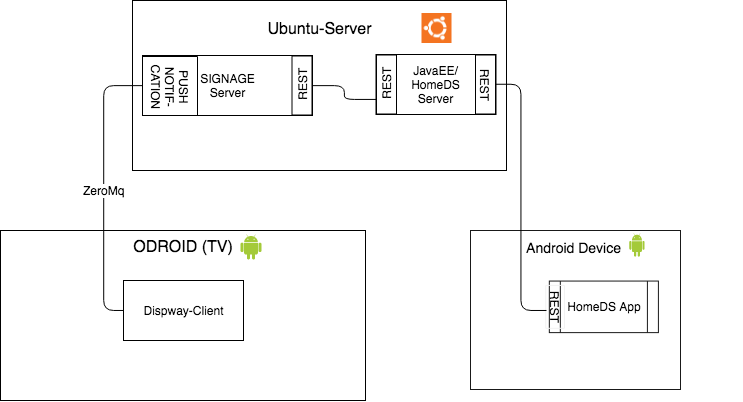 Ubuntu-Server
PUSH
NOTIF-
CATION
SIGNAGE
Server
REST
REST
JavaEE/
HomeDS
Server
REST
ZeroMq
ODROID (TV)
Dispway-Client
Android Device
REST
HomeDS App